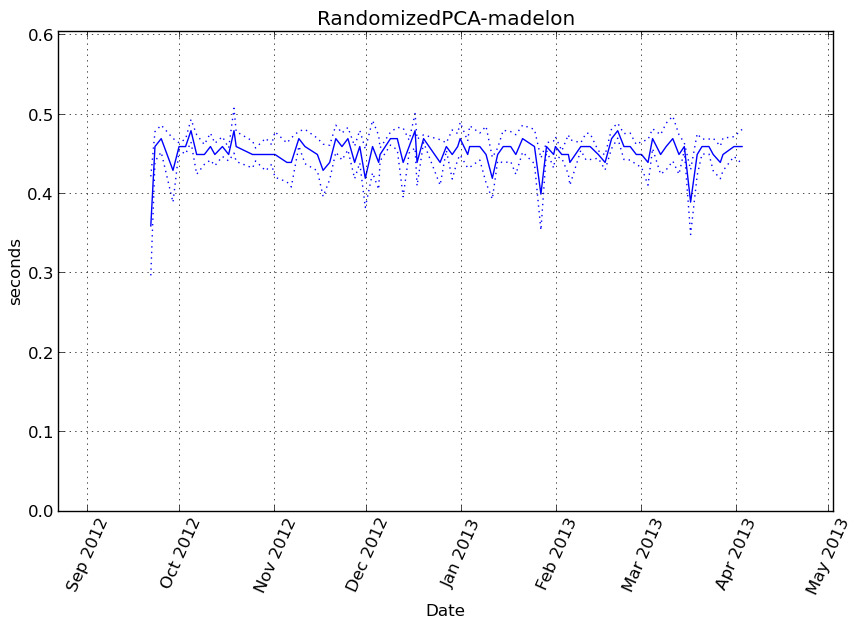 RandomizedPCA-madelon
0.6
0.5
0.4
0.3
0.2
0.1
0.0
seconds
Sep 2012
Oct 2012
Nov 2012
Dec 2012
Jan 2013
Feb 2013
Mar 2013
Apr 2013
May 2013
Date